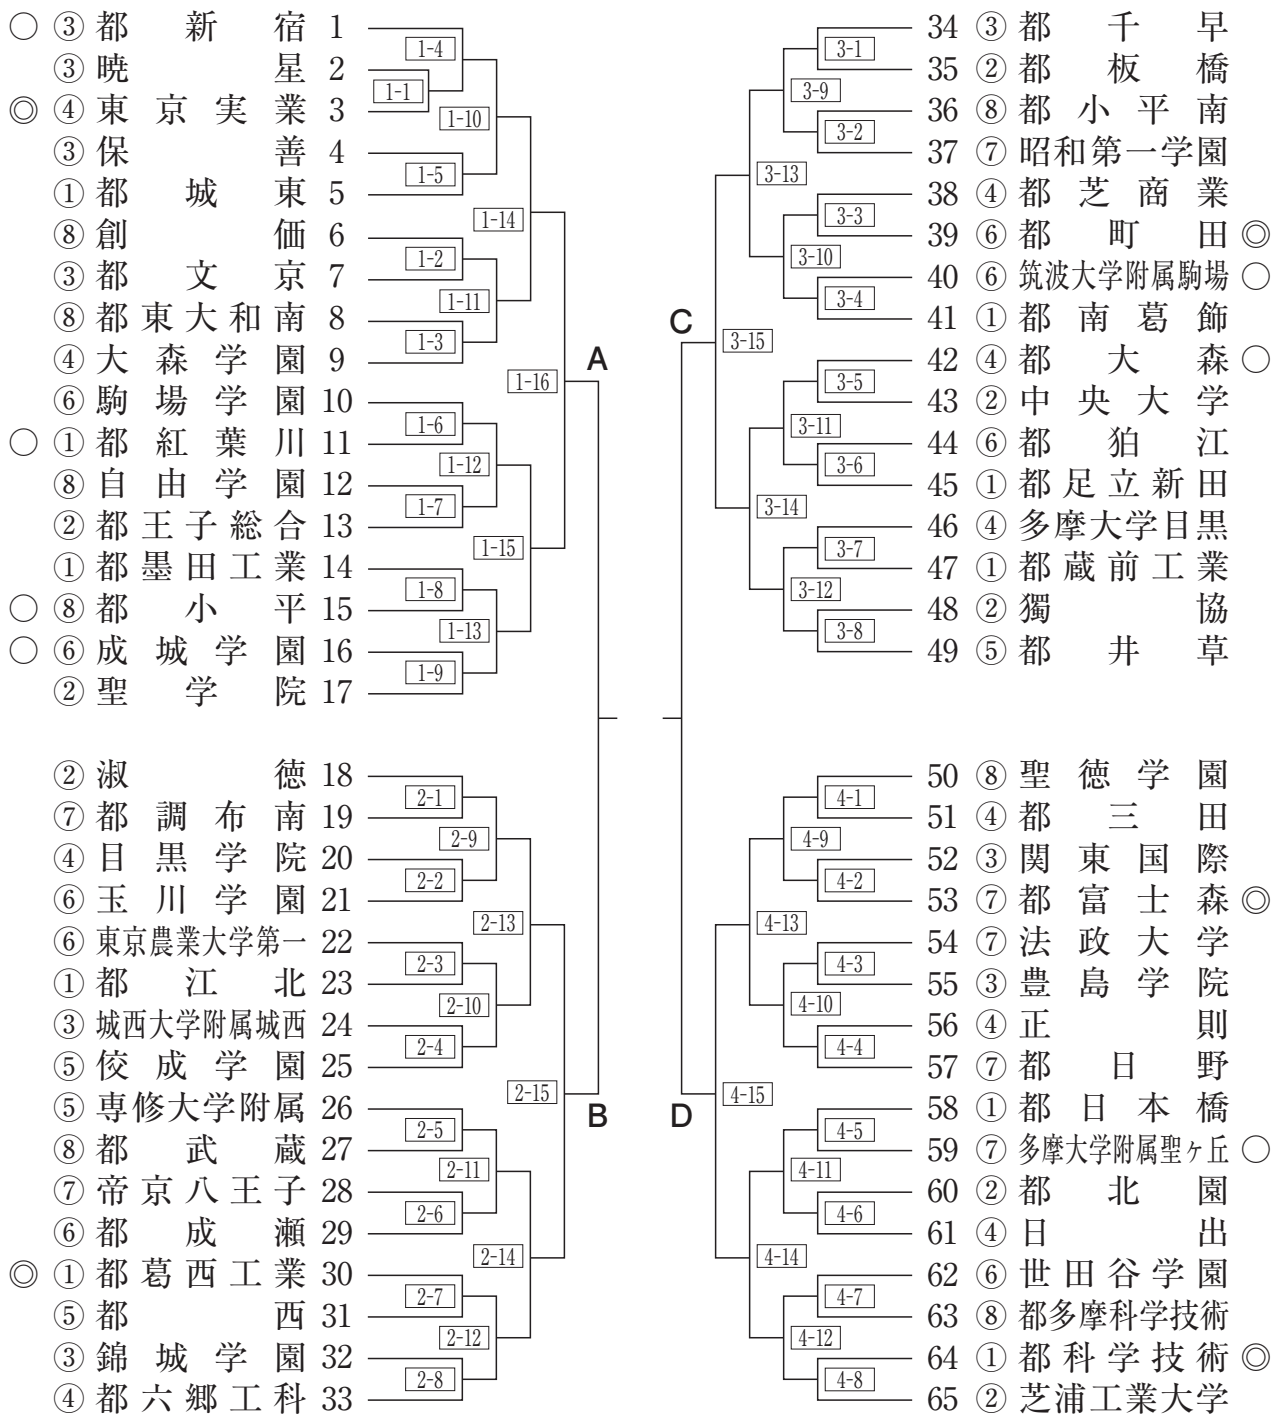 ○ ③ 都新宿 1
③ 暁星 2
◎ ④ 東京実業 3
③ 保善 4
① 都城東 5
⑧ 創価 6
③ 都文京 7
⑧ 都東大和南 8
④ 大森学園 9
⑥ 駒場学園 10
○ ① 都紅葉川 11
⑧ 自由学園 12
② 都王子総合 13
① 都墨田工業 14
○ ⑧ 都小平 15
○ ⑥ 成城学園 16
② 聖学院 17
1-1
1-4
1-5
1-2
1-3
1-6
1-7
1-8
1-9
1-10
1-11
1-12
1-13
1-14
1-15
1-16
A
② 淑徳 18
⑦ 都調布南 19
④ 目黒学院 20
⑥ 玉川学園 21
⑥ 東京農業大学第一 22
① 都江北 23
③ 城西大学附属城西 24
⑤ 佼成学園 25
⑤ 専修大学附属 26
⑧ 都武蔵 27
⑦ 帝京八王子 28
⑥ 都成瀬 29
◎ ① 都葛西工業 30
⑤ 都西 31
③ 錦城学園 32
④ 都六郷工科 33
2-1
2-2
2-3
2-4
2-5
2-6
2-7
2-8
2-9
2-10
2-11
2-12
2-13
2-14
2-15
B
34 ③ 都千早
35 ② 都板橋
36 ⑧ 都小平南
37 ⑦ 昭和第一学園
38 ④ 都芝商業
39 ⑥ 都町田 ◎
40 ⑥ 筑波大学附属駒場 ○
41 ① 都南葛飾
42 ④ 都大森 ○
43 ② 中央大学
44 ⑥ 都狛江
45 ① 都足立新田
46 ④ 多摩大学目黒
47 ① 都蔵前工業
48 ② 獨協
49 ⑤ 都井草
3-1
3-2
3-3
3-4
3-5
3-6
3-7
3-8
3-9
3-10
3-11
3-12
3-13
3-14
3-15
C
50 ⑧ 聖徳学園
51 ④ 都三田
52 ③ 関東国際
53 ⑦ 都富士森 ◎
54 ⑦ 法政大学
55 ③ 豊島学院
56 ④ 正則
57 ⑦ 都日野
58 ① 都日本橋
59 ⑦ 多摩大学附属聖ヶ丘 ○
60 ② 都北園
61 ④ 日出
62 ⑥ 世田谷学園
63 ⑧ 都多摩科学技術
64 ① 都科学技術 ◎
65 ② 芝浦工業大学
4-1
4-2
4-3
4-4
4-5
4-6
4-7
4-8
4-9
4-10
4-11
4-12
4-13
4-14
4-15
D